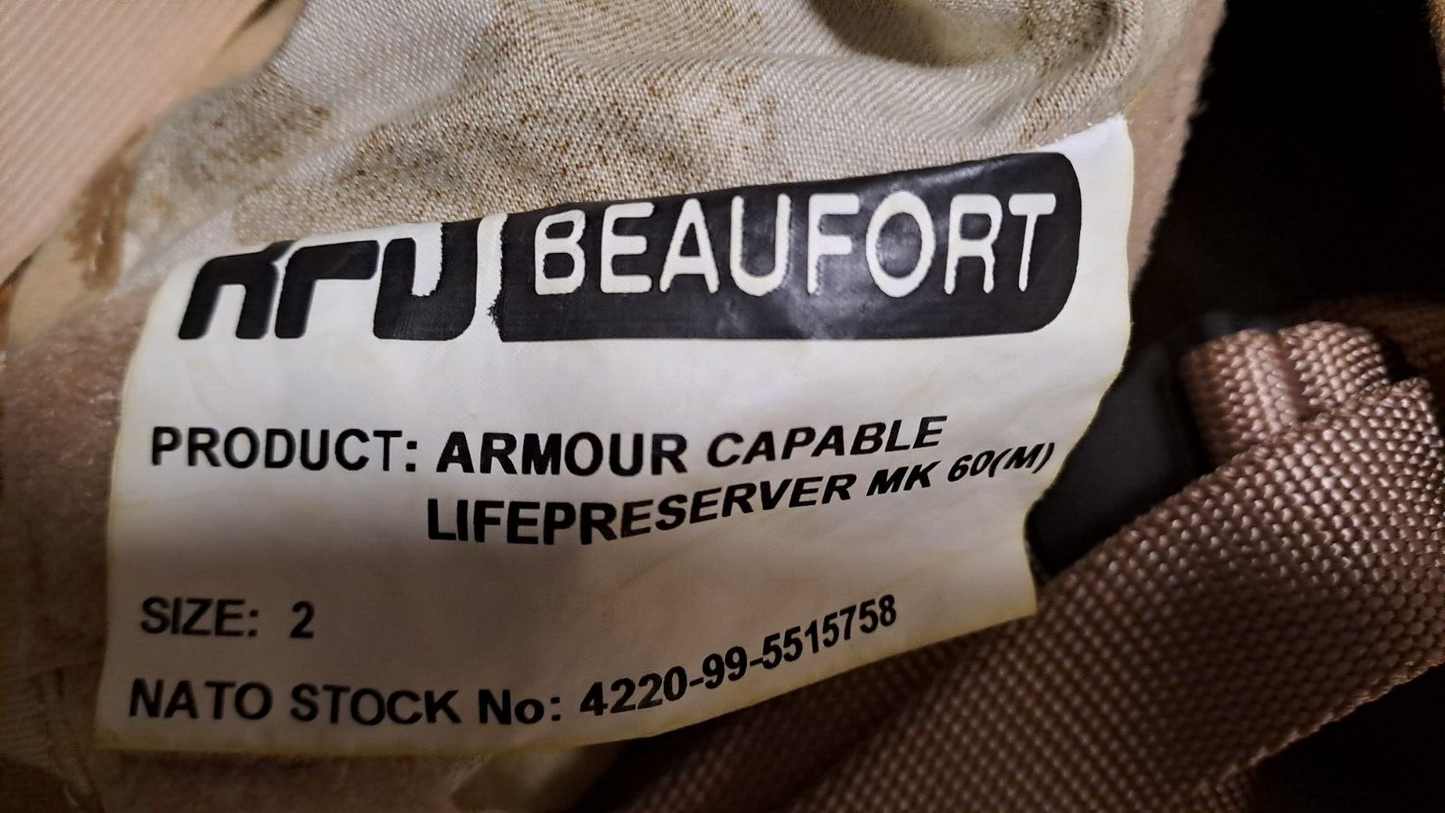 RFD BEAUFORT
PRODUCT: ARMOUR CAPABLE
LIFEPRESERVER MK 60(M)
SIZE: 2
NATO STOCK No: 4220-99-5515758